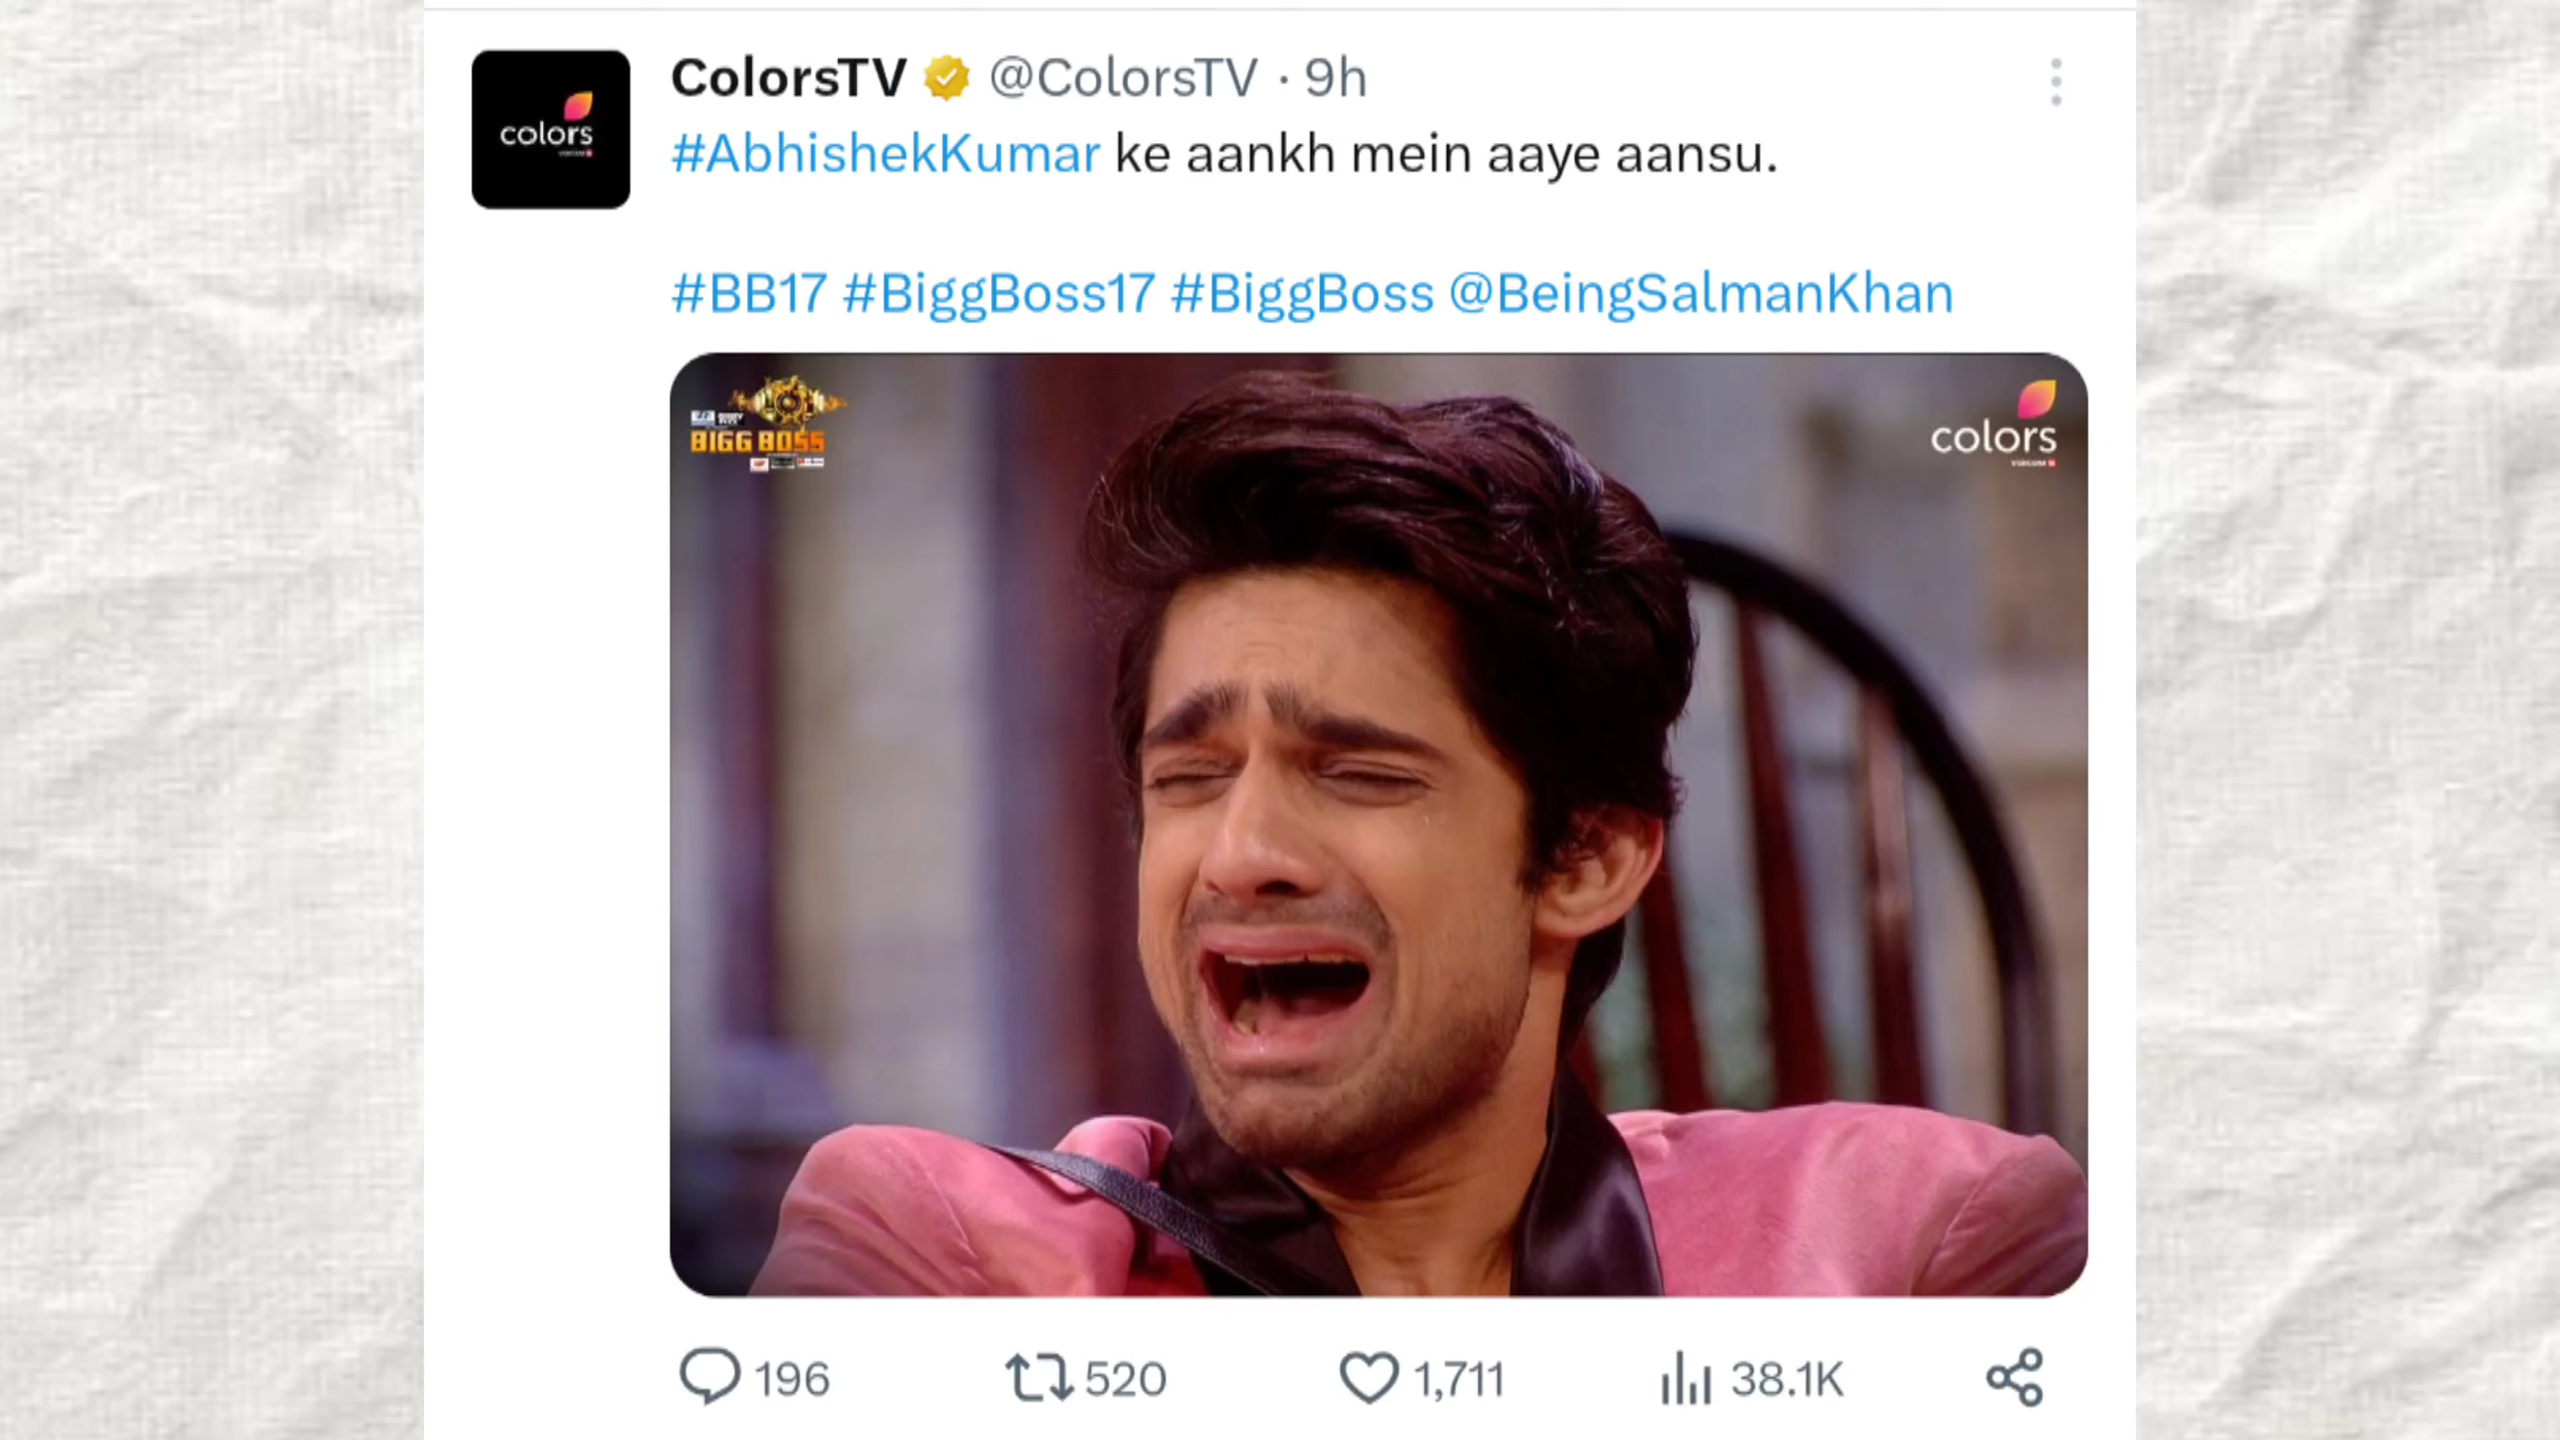 colors
ColorsTV @ColorsTV · 9h
#AbhishekKumar ke aankh mein aaye aansu.
#BB17 #BiggBoss17 #BiggBoss @BeingSalmanKhan
BIGG BOSS
colors
VIACOM18
196 520 1,711 38.1K